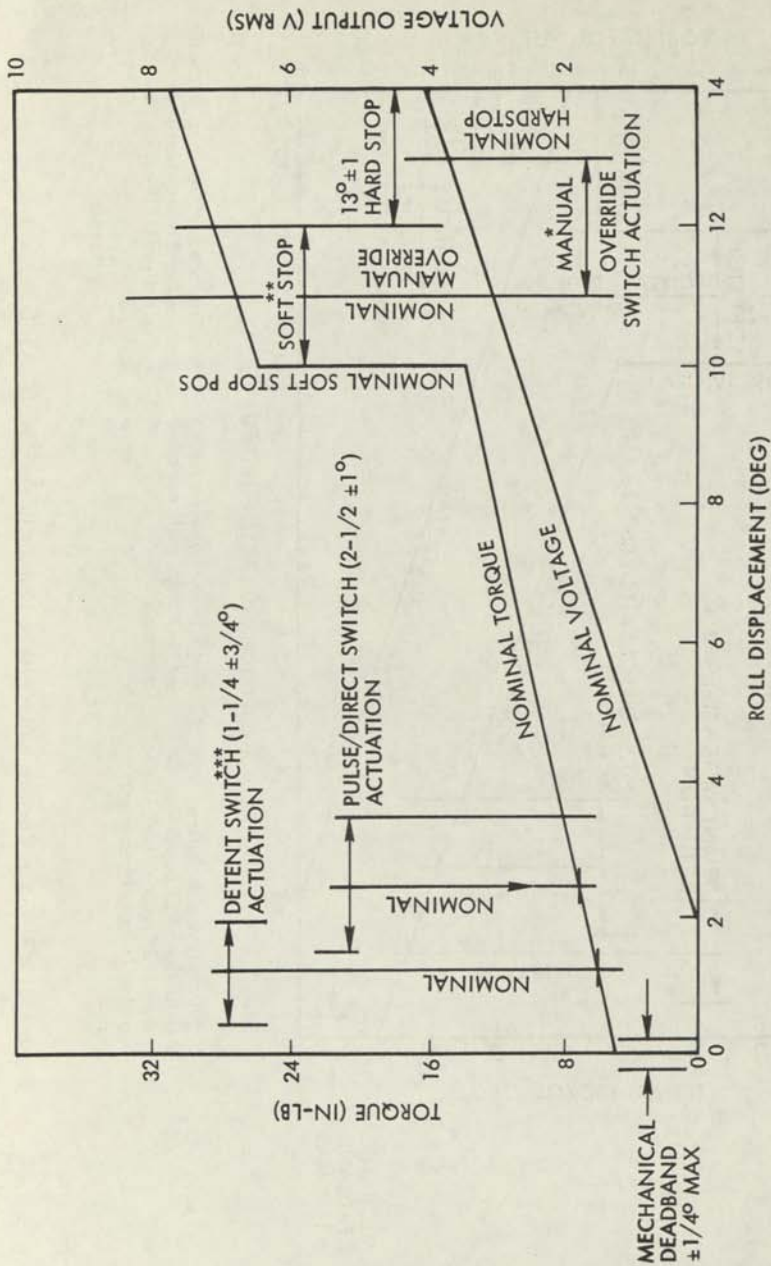 VOLTAGE OUTPUT (V RMS)
10
8
6
4
2
TORQUE (IN-LB)
32
24
16
8
0
0
2
4
6
8
10
12
14
ROLL DISPLACEMENT (DEG)
MECHANICAL
DEADBAND
±1/4° MAX
***
DETENT SWITCH (1-1/4 ±3/4°)
ACTUATION
NOMINAL
PULSE/DIRECT SWITCH (2-1/2 ±1°)
ACTUATION
NOMINAL
NOMINAL TORQUE
NOMINAL VOLTAGE
NOMINAL SOFT STOP POS
**
SOFT STOP
NOMINAL
MANUAL
OVERRIDE
13°±1
HARD STOP
NOMINAL
HARDSTOP
*
MANUAL
OVERRIDE
SWITCH ACTUATION